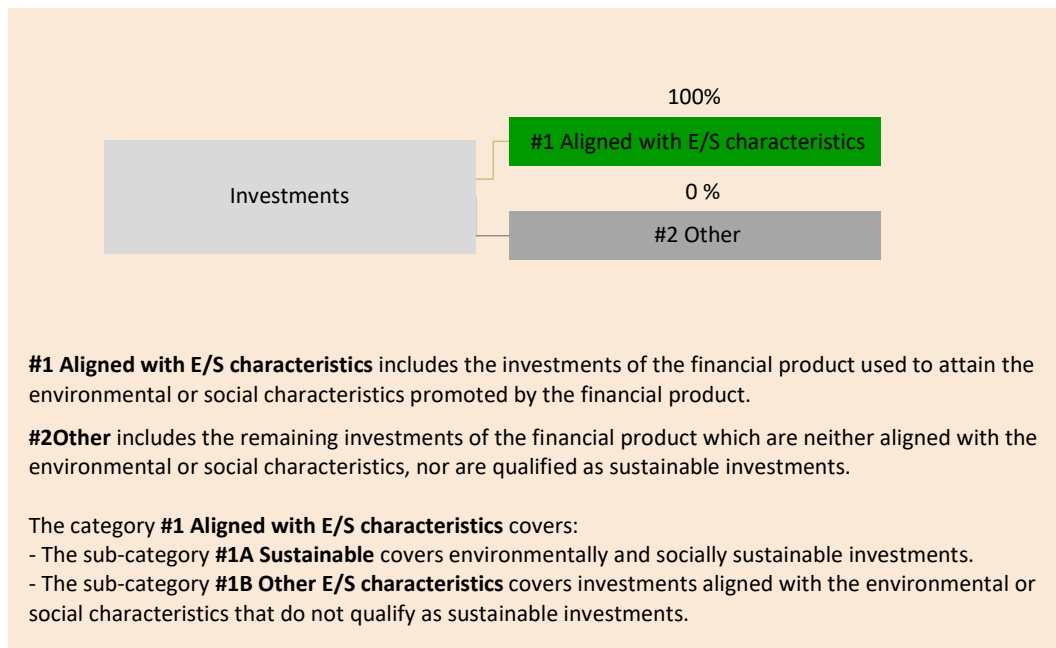 100%
#1 Aligned with E/S characteristics
Investments
0 %
#2 Other
#1 Aligned with E/S characteristics includes the investments of the financial product used to attain the
environmental or social characteristics promoted by the financial product.
#2Other includes the remaining investments of the financial product which are neither aligned with the
environmental or social characteristics, nor are qualified as sustainable investments.
The category #1 Aligned with E/S characteristics covers:
- The sub-category #1A Sustainable covers environmentally and socially sustainable investments.
- The sub-category #1B Other E/S characteristics covers investments aligned with the environmental or
social characteristics that do not qualify as sustainable investments.